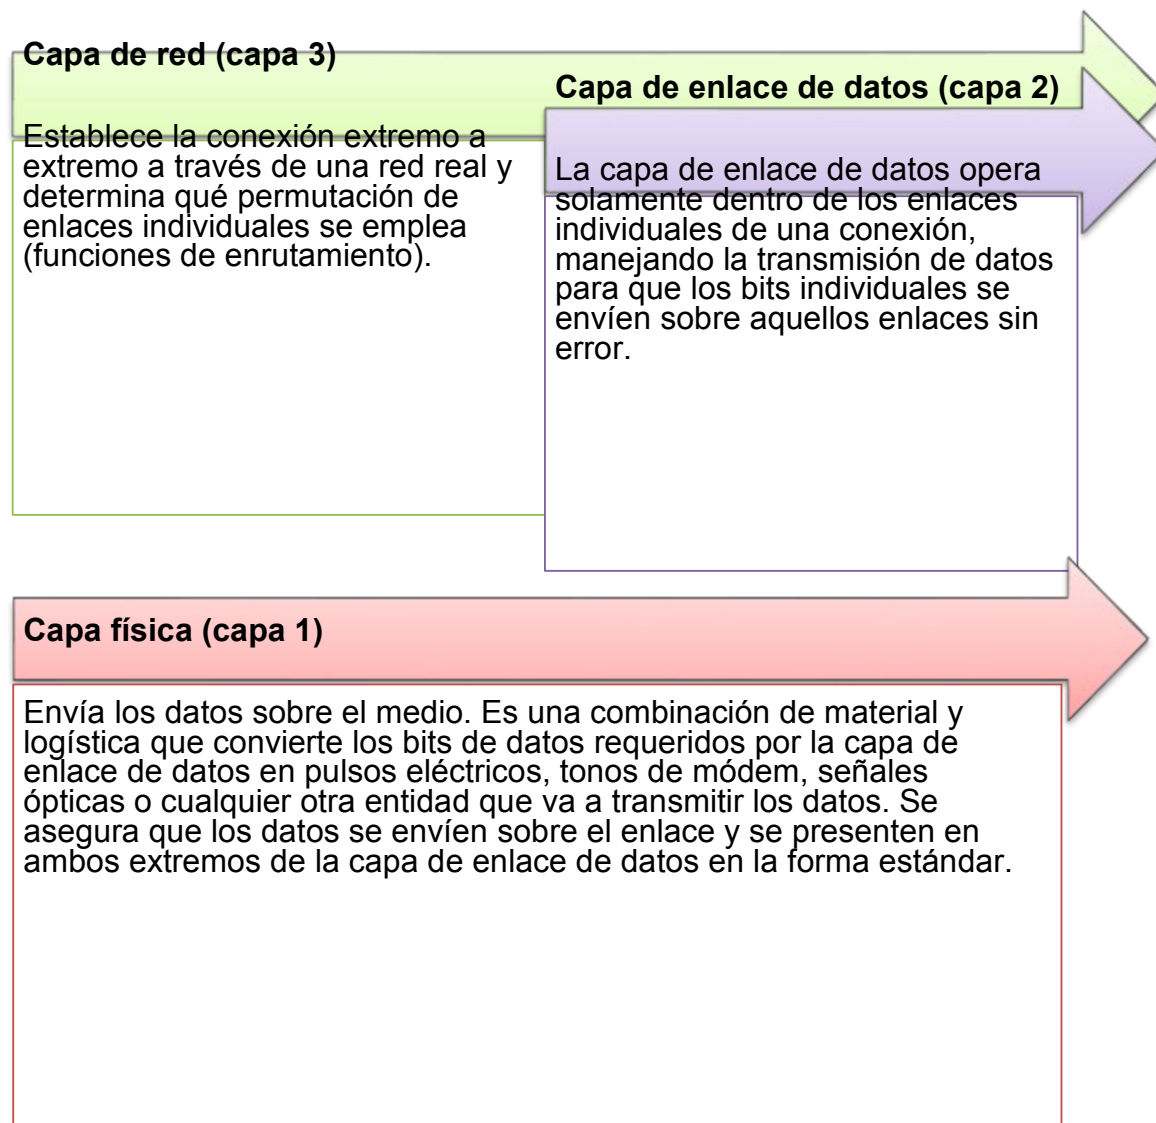 Capa de red (capa 3)
Establece la conexión extremo a
extremo a través de una red real y
determina qué permutación de
enlaces individuales se emplea
(funciones de enrutamiento).
Capa de enlace de datos (capa 2)
La capa de enlace de datos opera
solamente dentro de los enlaces
individuales de una conexión,
manejando la transmisión de datos
para que los bits individuales se
envíen sobre aquellos enlaces sin
error.
Capa física (capa 1)
Envía los datos sobre el medio. Es una combinación de material y
logística que convierte los bits de datos requeridos por la capa de
enlace de datos en pulsos eléctricos, tonos de módem, señales
ópticas o cualquier otra entidad que va a transmitir los datos. Se
asegura que los datos se envíen sobre el enlace y se presenten en
ambos extremos de la capa de enlace de datos en la forma estándar.